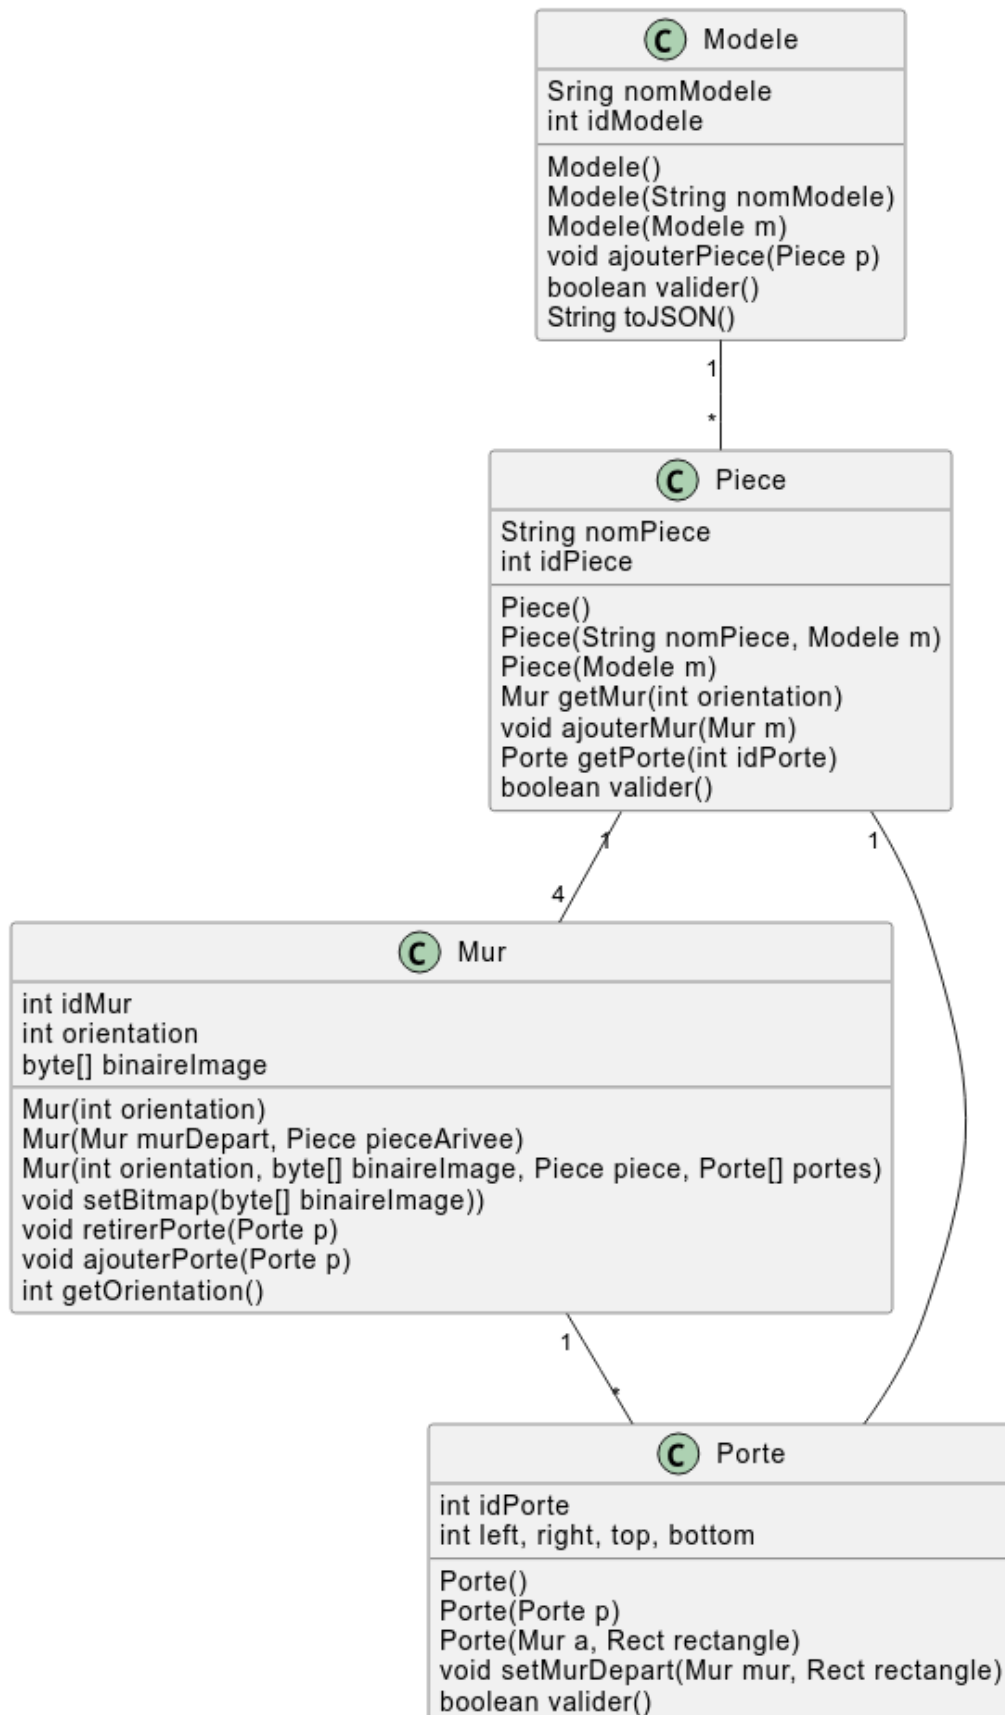 C Modele
Sring nomModele
int idModele
Modele()
Modele(String nomModele)
Modele(Modele m)
void ajouterPiece(Piece p)
boolean valider()
String toJSON()
1
*
C Piece
String nomPiece
int idPiece
Piece()
Piece(String nomPiece, Modele m)
Piece(Modele m)
Mur getMur(int orientation)
void ajouterMur(Mur m)
Porte getPorte(int idPorte)
boolean valider()
1
1
4
C Mur
int idMur
int orientation
byte[] binaireImage
Mur(int orientation)
Mur(Mur murDepart, Piece pieceArivee)
Mur(int orientation, byte[] binaireImage, Piece piece, Porte[] portes)
void setBitmap(byte[] binaireImage))
void retirerPorte(Porte p)
void ajouterPorte(Porte p)
int getOrientation()
1
*
C Porte
int idPorte
int left, right, top, bottom
Porte()
Porte(Porte p)
Porte(Mur a, Rect rectangle)
void setMurDepart(Mur mur, Rect rectangle)
boolean valider()